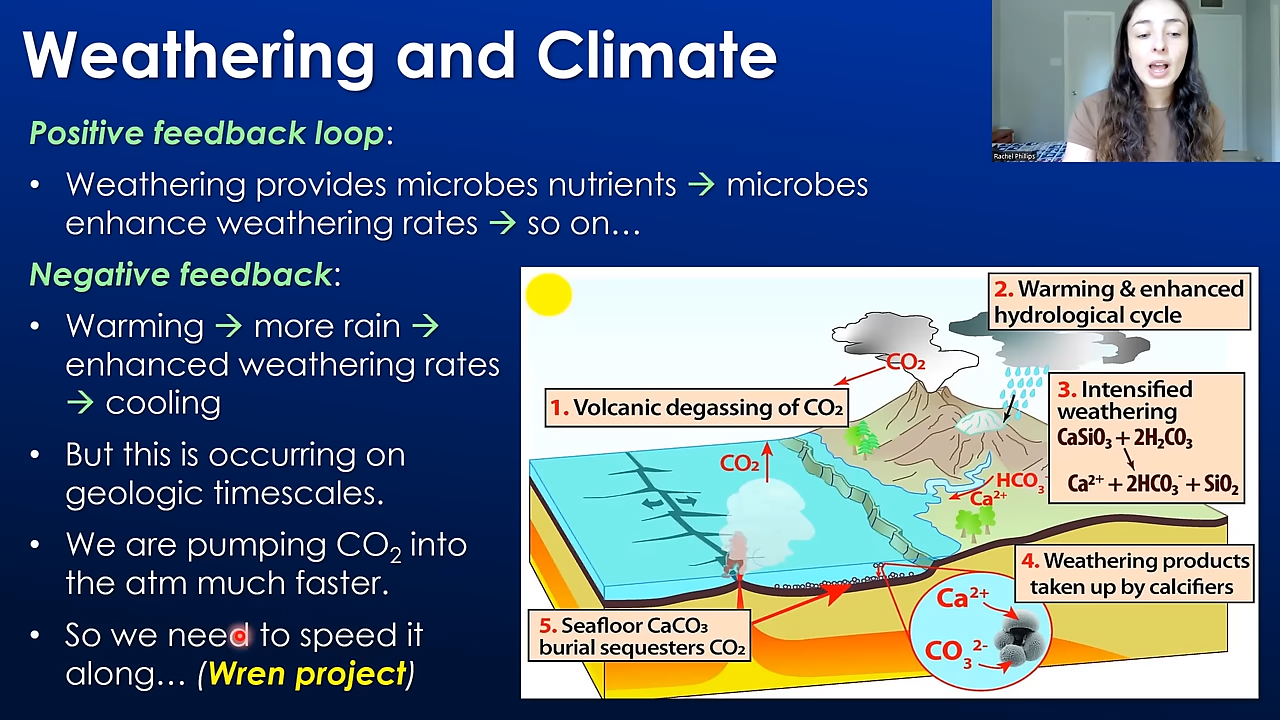 Weathering and Climate
Rachel Phillips
Positive feedback loop:
• Weathering provides microbes nutrients → microbes
enhance weathering rates → so on…
Negative feedback:
• Warming → more rain →
enhanced weathering rates
→ cooling
• But this is occurring on
geologic timescales.
• We are pumping CO₂ into
the atm much faster.
• So we need to speed it
along… (Wren project)
1. Volcanic degassing of CO₂
CO₂
CO₂
2. Warming & enhanced
hydrological cycle
3. Intensified
weathering
CaSiO₃ + 2H₂CO₃
Ca²⁺ + 2HCO₃⁻ + SiO₂
HCO₃⁻
Ca²⁺
4. Weathering products
taken up by calcifiers
Ca²⁺
CO₃²⁻
5. Seafloor CaCO₃
burial sequesters CO₂